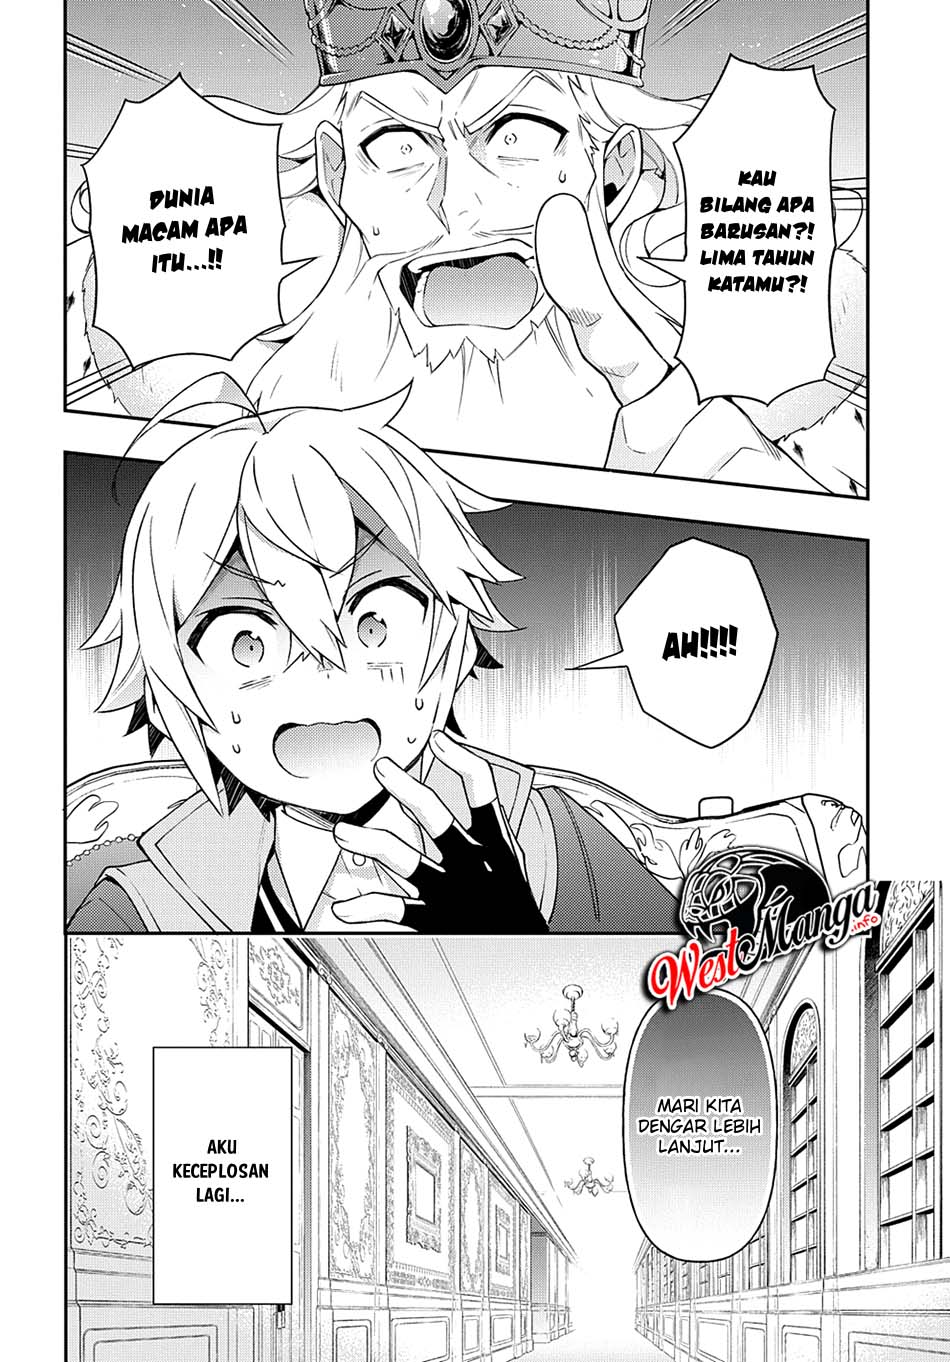 KAU
BILANG APA
BARUSAN?!
LIMA TAHUN
KATAMU?!
DUNIA
MACAM APA
ITU...!!
AH!!!!
WestManga
.info
MARI KITA
DENGAR LEBIH
LANJUT...
AKU
KECEPLOSAN
LAGI...